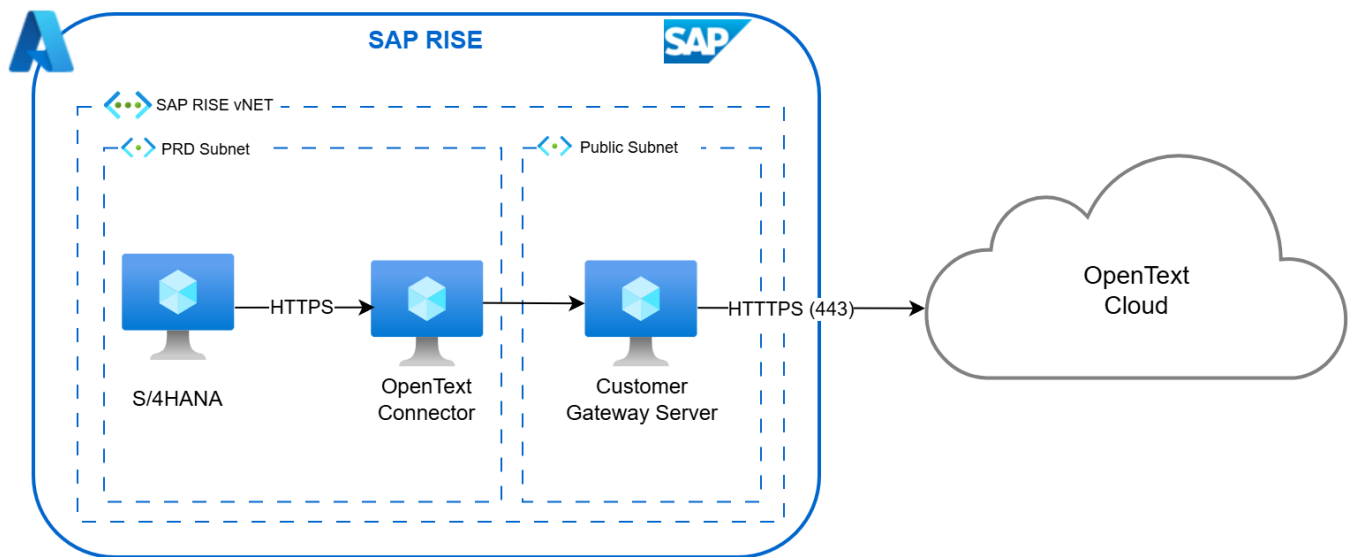 SAP RISE
SAP
SAP RISE vNET
PRD Subnet
Public Subnet
HTTPS
HTTTPS (443)
OpenText
Cloud
S/4HANA
OpenText
Connector
Customer
Gateway Server